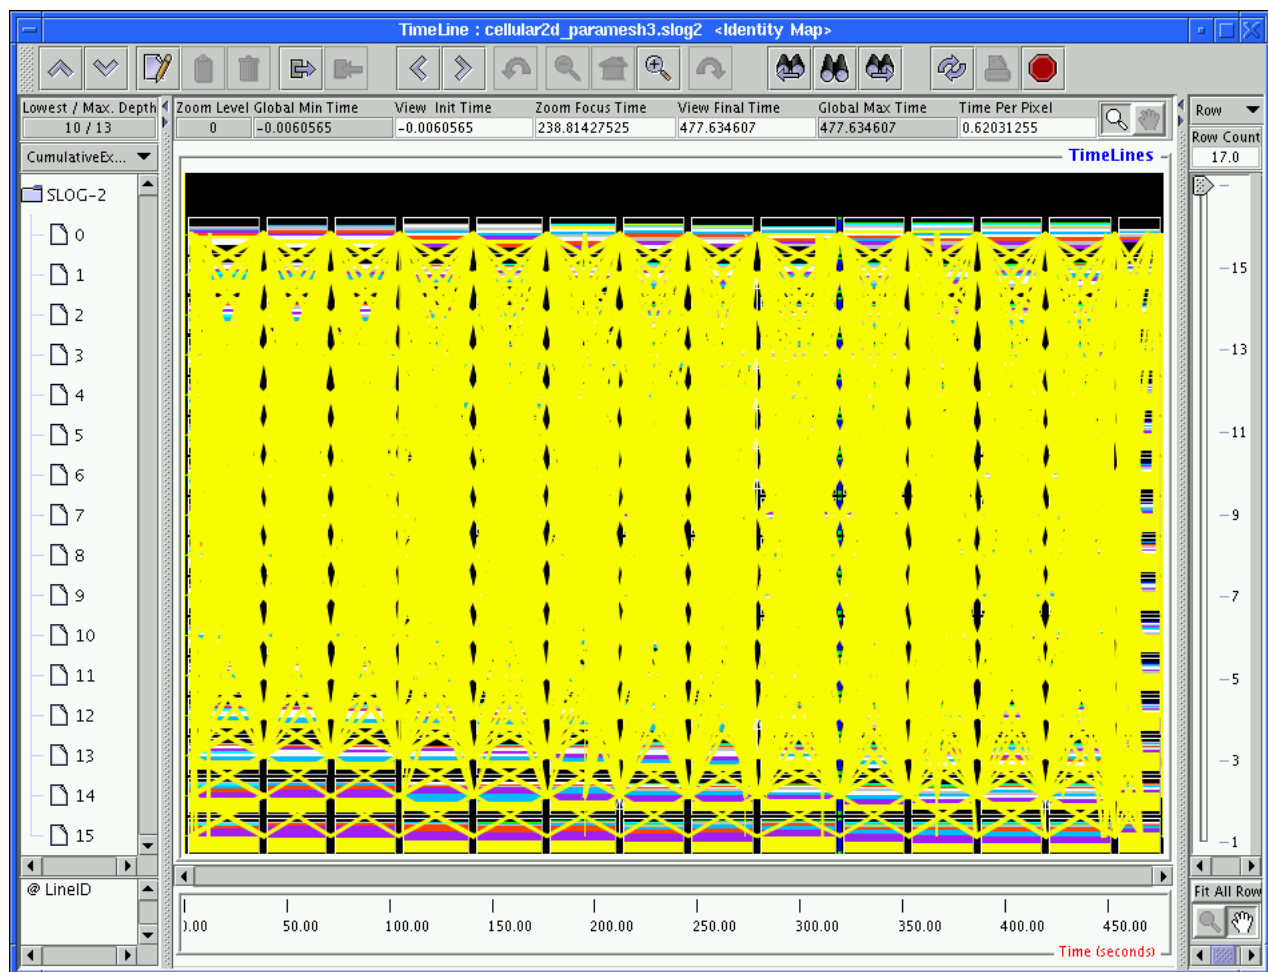 TimeLine : cellular2d_paramesh3.slog2 <Identity Map>
Lowest / Max. Depth
10 / 13
CumulativeEx...
Zoom Level Global Min Time View Init Time Zoom Focus Time View Final Time Global Max Time Time Per Pixel
0 -0.0060565 -0.0060565 238.81427525 477.634607 477.634607 0.62031255
Row
Row Count
17.0
TimeLines
SLOG-2
0
1
2
3
4
5
6
7
8
9
10
11
12
13
14
15
15
13
11
9
7
5
3
1
@ LineID
Fit All Row
).00 50.00 100.00 150.00 200.00 250.00 300.00 350.00 400.00 450.00
Time (seconds)